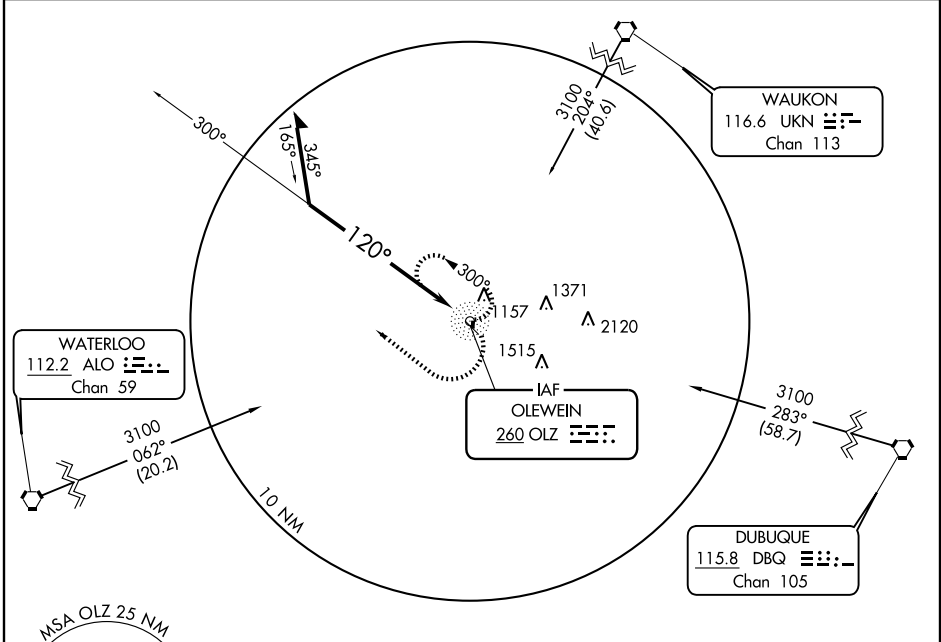 WAUKON
116.6 UKN
Chan 113
3100
204°
(40.6)
300°
165°
345°
120°
300°
1157
1371
2120
1515
IAF
OLEWEIN
260 OLZ
WATERLOO
112.2 ALO
Chan 59
3100
062°
(20.2)
3100
283°
(58.7)
10 NM
DUBUQUE
115.8 DBQ
Chan 105
MSA OLZ 25 NM